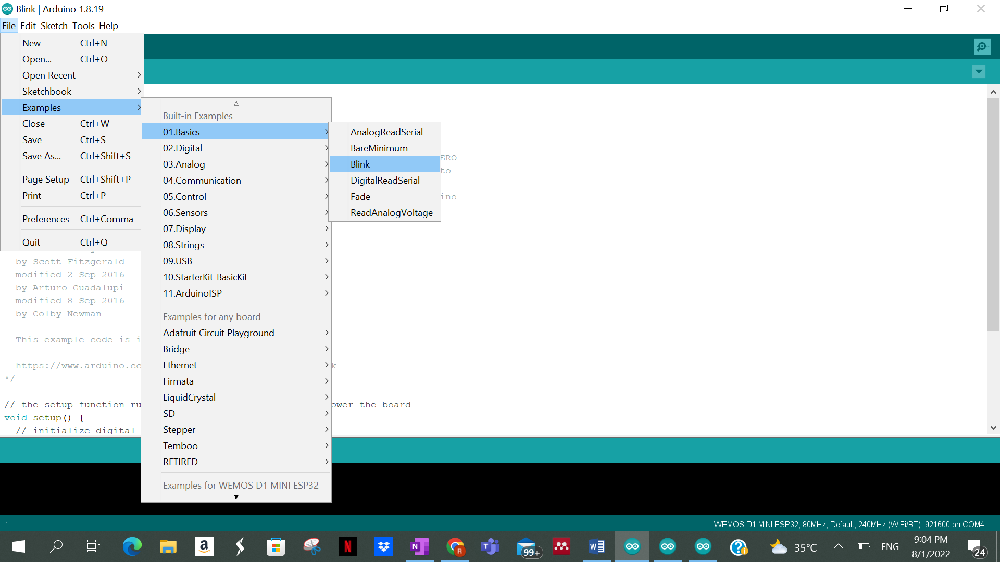 Blink | Arduino 1.8.19
File Edit Sketch Tools Help
New Ctrl+N
Open... Ctrl+O
Open Recent
Sketchbook
Examples
Close Ctrl+W
Save Ctrl+S
Save As... Ctrl+Shift+S
Page Setup Ctrl+Shift+P
Print Ctrl+P
Preferences Ctrl+Comma
Quit Ctrl+Q
Built-in Examples
01.Basics
02.Digital
03.Analog
04.Communication
05.Control
06.Sensors
07.Display
08.Strings
09.USB
10.StarterKit_BasicKit
11.ArduinoISP
Examples for any board
Adafruit Circuit Playground
Bridge
Ethernet
Firmata
LiquidCrystal
SD
Stepper
Temboo
RETIRED
Examples for WEMOS D1 MINI ESP32
AnalogReadSerial
BareMinimum
Blink
DigitalReadSerial
Fade
ReadAnalogVoltage
ERO
to
ino
by Scott Fitzgerald
modified 2 Sep 2016
by Arturo Guadalupi
modified 8 Sep 2016
by Colby Newman
This example code is i
https://www.arduino.cc k
*/
// the setup function ru ower the board
void setup() {
// initialize digital
1
WEMOS D1 MINI ESP32, 80MHz, Default, 240MHz (WiFi/BT), 921600 on COM4
99+
35°C
ENG
9:04 PM
8/1/2022
24